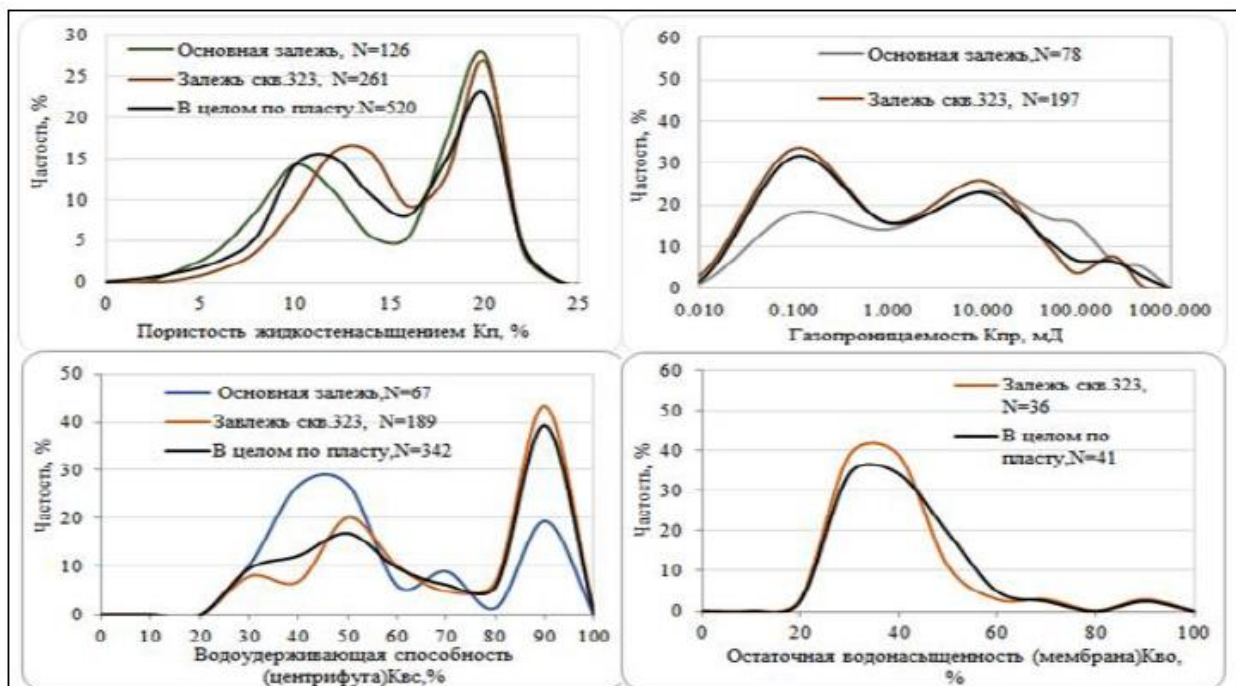 30
25
20
15
10
5
0
Частость, %
Основная залежь, N=126
Залежь скв.323, N=261
В целом по пласту.N=520
0 5 10 15 20 25
Пористость жидкостенасыщением Кп, %
60
50
40
30
20
10
0
Частость, %
Основная залежь,N=78
Залежь скв.323, N=197
0.010 0.100 1.000 10.000 100.000 1000.000
Газопроницаемость Кпр, мД
50
40
30
20
10
0
Частость, %
Основная залежь,N=67
Завлежь скв.323, N=189
В целом по пласту,N=342
0 10 20 30 40 50 60 70 80 90 100
Водоудерживающая способность
(центрифуга)Квс,%
60
50
40
30
20
10
0
Частость, %
Залежь скв.323,
N=36
В целом по
пласту,N=41
0 20 40 60 80 100
Остаточная водонасыщенность (мембрана)Кво,
%